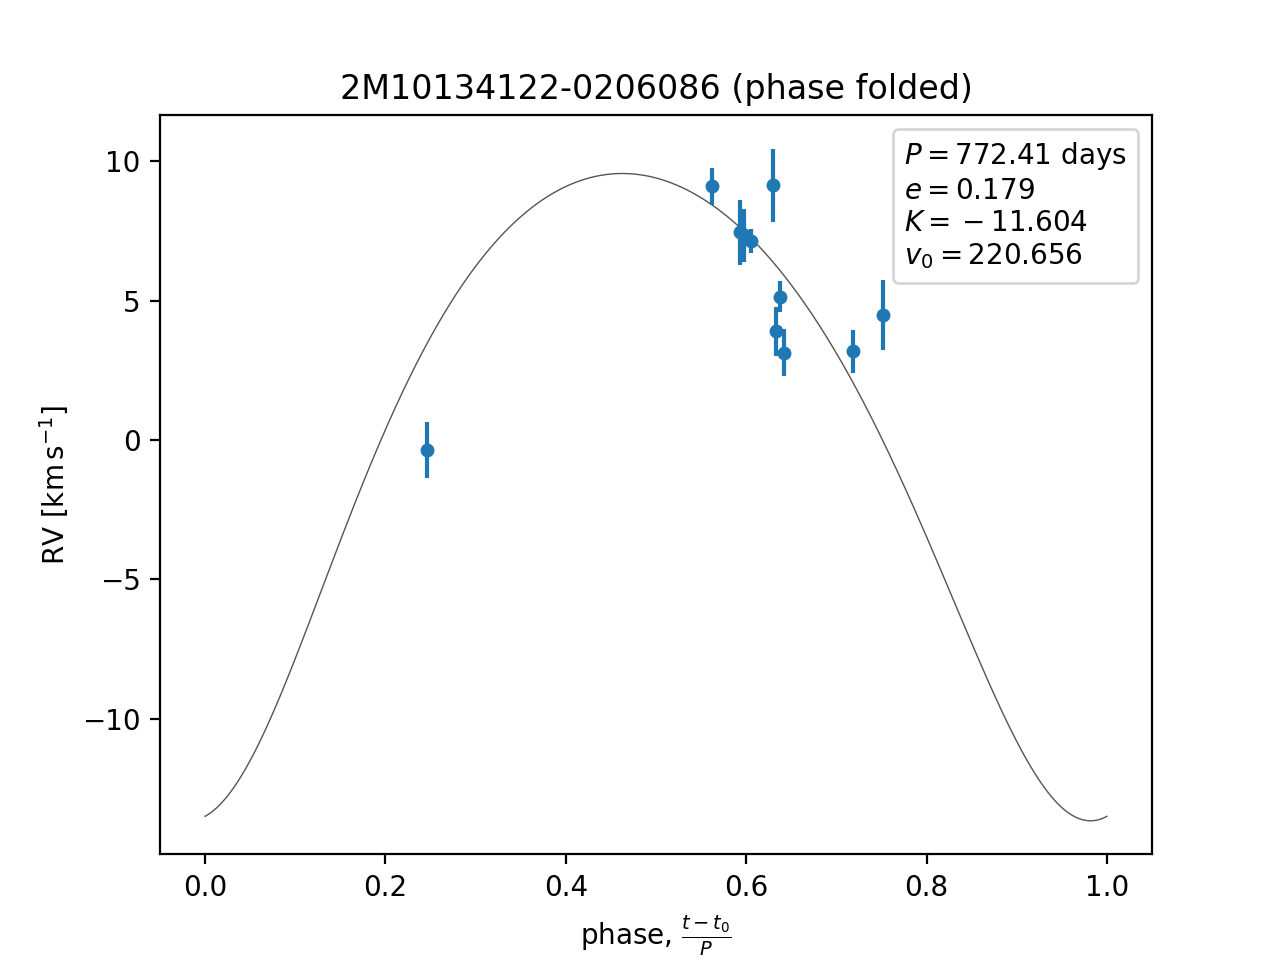 2M10134122-0206086 (phase folded)
P = 772.41 days
e = 0.179
K = −11.604
v₀ = 220.656
10
5
0
−5
−10
RV [km s⁻¹]
0.0 0.2 0.4 0.6 0.8 1.0
phase, (t − t₀)/P